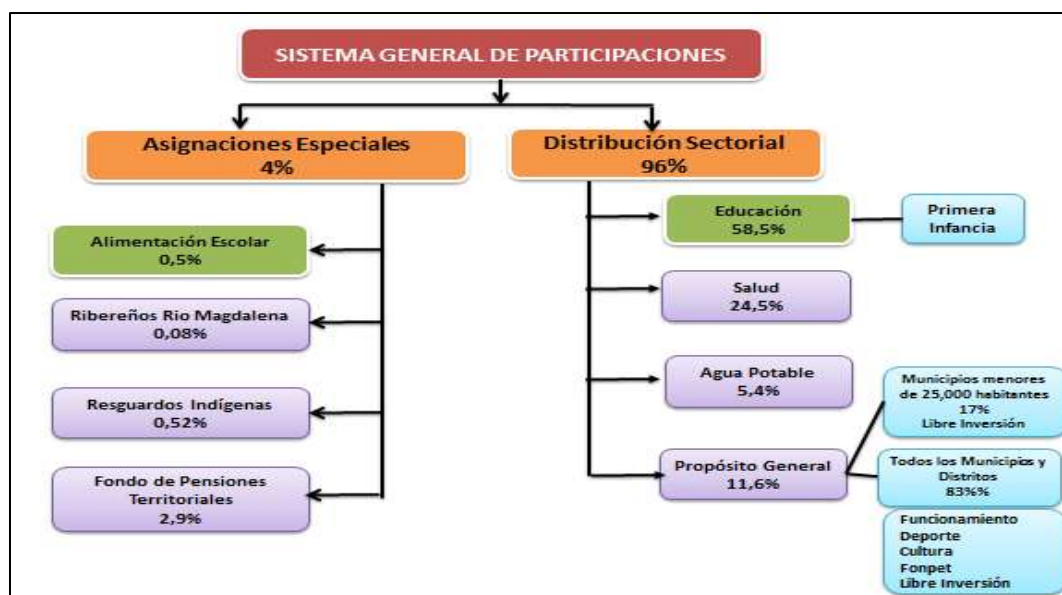 SISTEMA GENERAL DE PARTICIPACIONES
Asignaciones Especiales
4%
Alimentación Escolar
0,5%
Ribereños Rio Magdalena
0,08%
Resguardos Indígenas
0,52%
Fondo de Pensiones
Territoriales
2,9%
Distribución Sectorial
96%
Educación
58,5%
Primera
Infancia
Salud
24,5%
Agua Potable
5,4%
Propósito General
11,6%
Municipios menores
de 25,000 habitantes
17%
Libre Inversión
Todos los Municipios y
Distritos
83%%
Funcionamiento
Deporte
Cultura
Fonpet
Libre Inversión